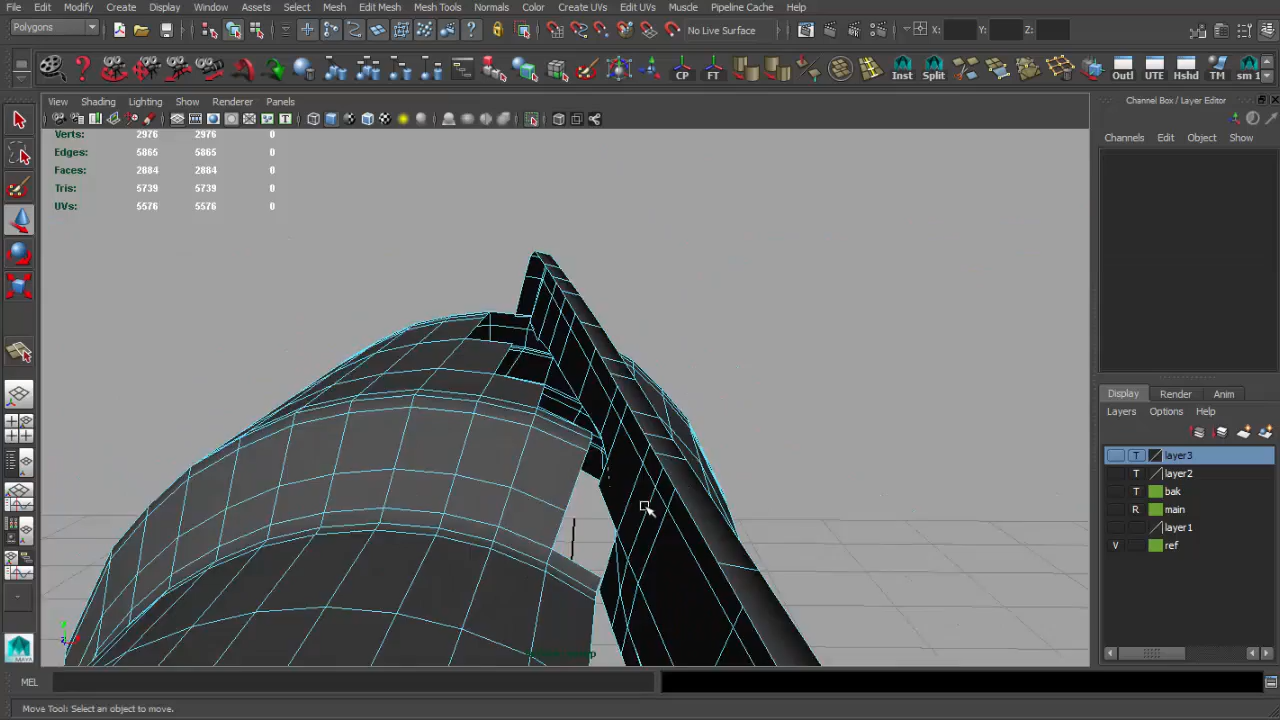 File Edit Modify Create Display Window Assets Select Mesh Edit Mesh Mesh Tools Normals Color Create UVs Edit UVs Muscle Pipeline Cache Help
Polygons No Live Surface X: Y: Z:
CP FT Inst Split Outl UTE Hshd TM sm 1
View Shading Lighting Show Renderer Panels
Channel Box / Layer Editor
Channels Edit Object Show
Verts: 2976 2976 0
Edges: 5865 5865 0
Faces: 2884 2884 0
Tris: 5739 5739 0
UVs: 5576 5576 0
Display Render Anim
Layers Options Help
T layer3
T layer2
T bak
R main
layer1
V ref
MEL
Move Tool: Select an object to move.